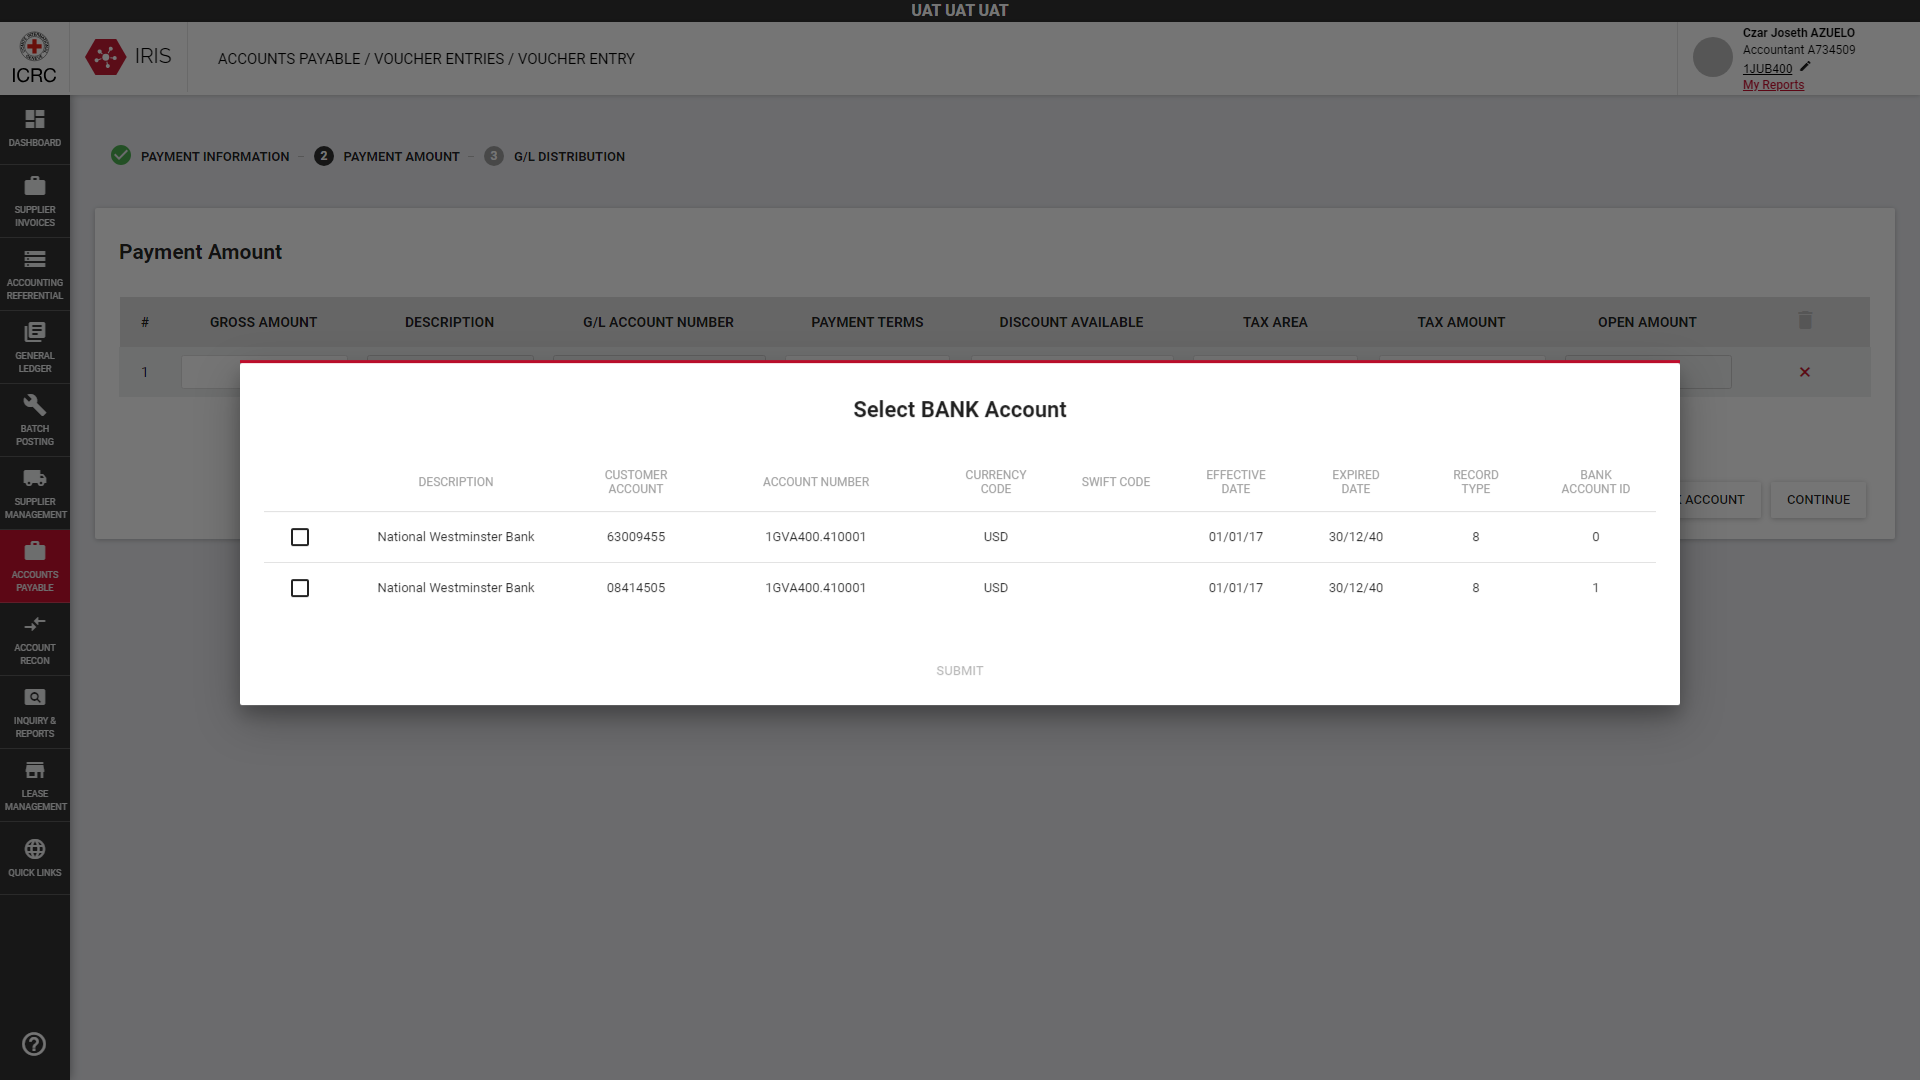 UAT UAT UAT
ICRC
IRIS
ACCOUNTS PAYABLE / VOUCHER ENTRIES / VOUCHER ENTRY
Czar Joseth AZUELO
Accountant A734509
1JUB400
My Reports
DASHBOARD
SUPPLIER
INVOICES
ACCOUNTING
REFERENTIAL
GENERAL
LEDGER
BATCH
POSTING
SUPPLIER
MANAGEMENT
ACCOUNTS
PAYABLE
ACCOUNT
RECON
INQUIRY &
REPORTS
LEASE
MANAGEMENT
QUICK LINKS
PAYMENT INFORMATION – 2 PAYMENT AMOUNT – 3 G/L DISTRIBUTION
Payment Amount
# GROSS AMOUNT DESCRIPTION G/L ACCOUNT NUMBER PAYMENT TERMS DISCOUNT AVAILABLE TAX AREA TAX AMOUNT OPEN AMOUNT
1
ACCOUNT CONTINUE
Select BANK Account
DESCRIPTION CUSTOMER ACCOUNT ACCOUNT NUMBER CURRENCY CODE SWIFT CODE EFFECTIVE DATE EXPIRED DATE RECORD TYPE BANK ACCOUNT ID
National Westminster Bank 63009455 1GVA400.410001 USD 01/01/17 30/12/40 8 0
National Westminster Bank 08414505 1GVA400.410001 USD 01/01/17 30/12/40 8 1
SUBMIT